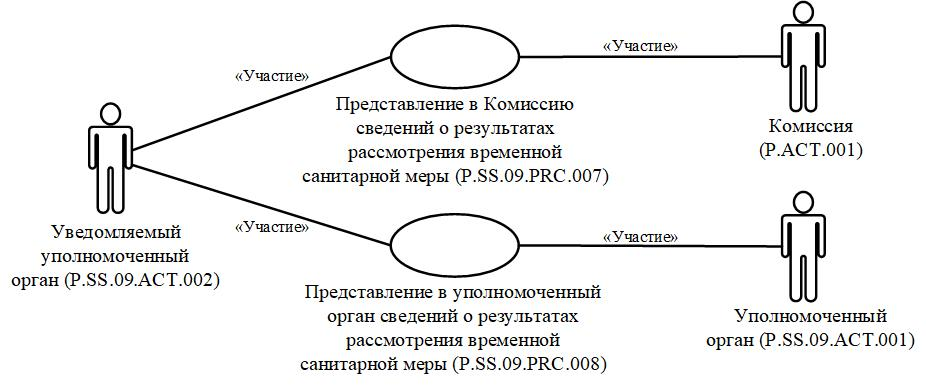 «Участие»
«Участие»
Представление в Комиссию
сведений о результатах
рассмотрения временной
санитарной меры (P.SS.09.PRC.007)
Комиссия
(P.ACT.001)
Уведомляемый
уполномоченный
орган (P.SS.09.ACT.002)
«Участие»
«Участие»
Представление в уполномоченный
орган сведений о результатах
рассмотрения временной
санитарной меры (P.SS.09.PRC.008)
Уполномоченный
орган (P.SS.09.ACT.001)